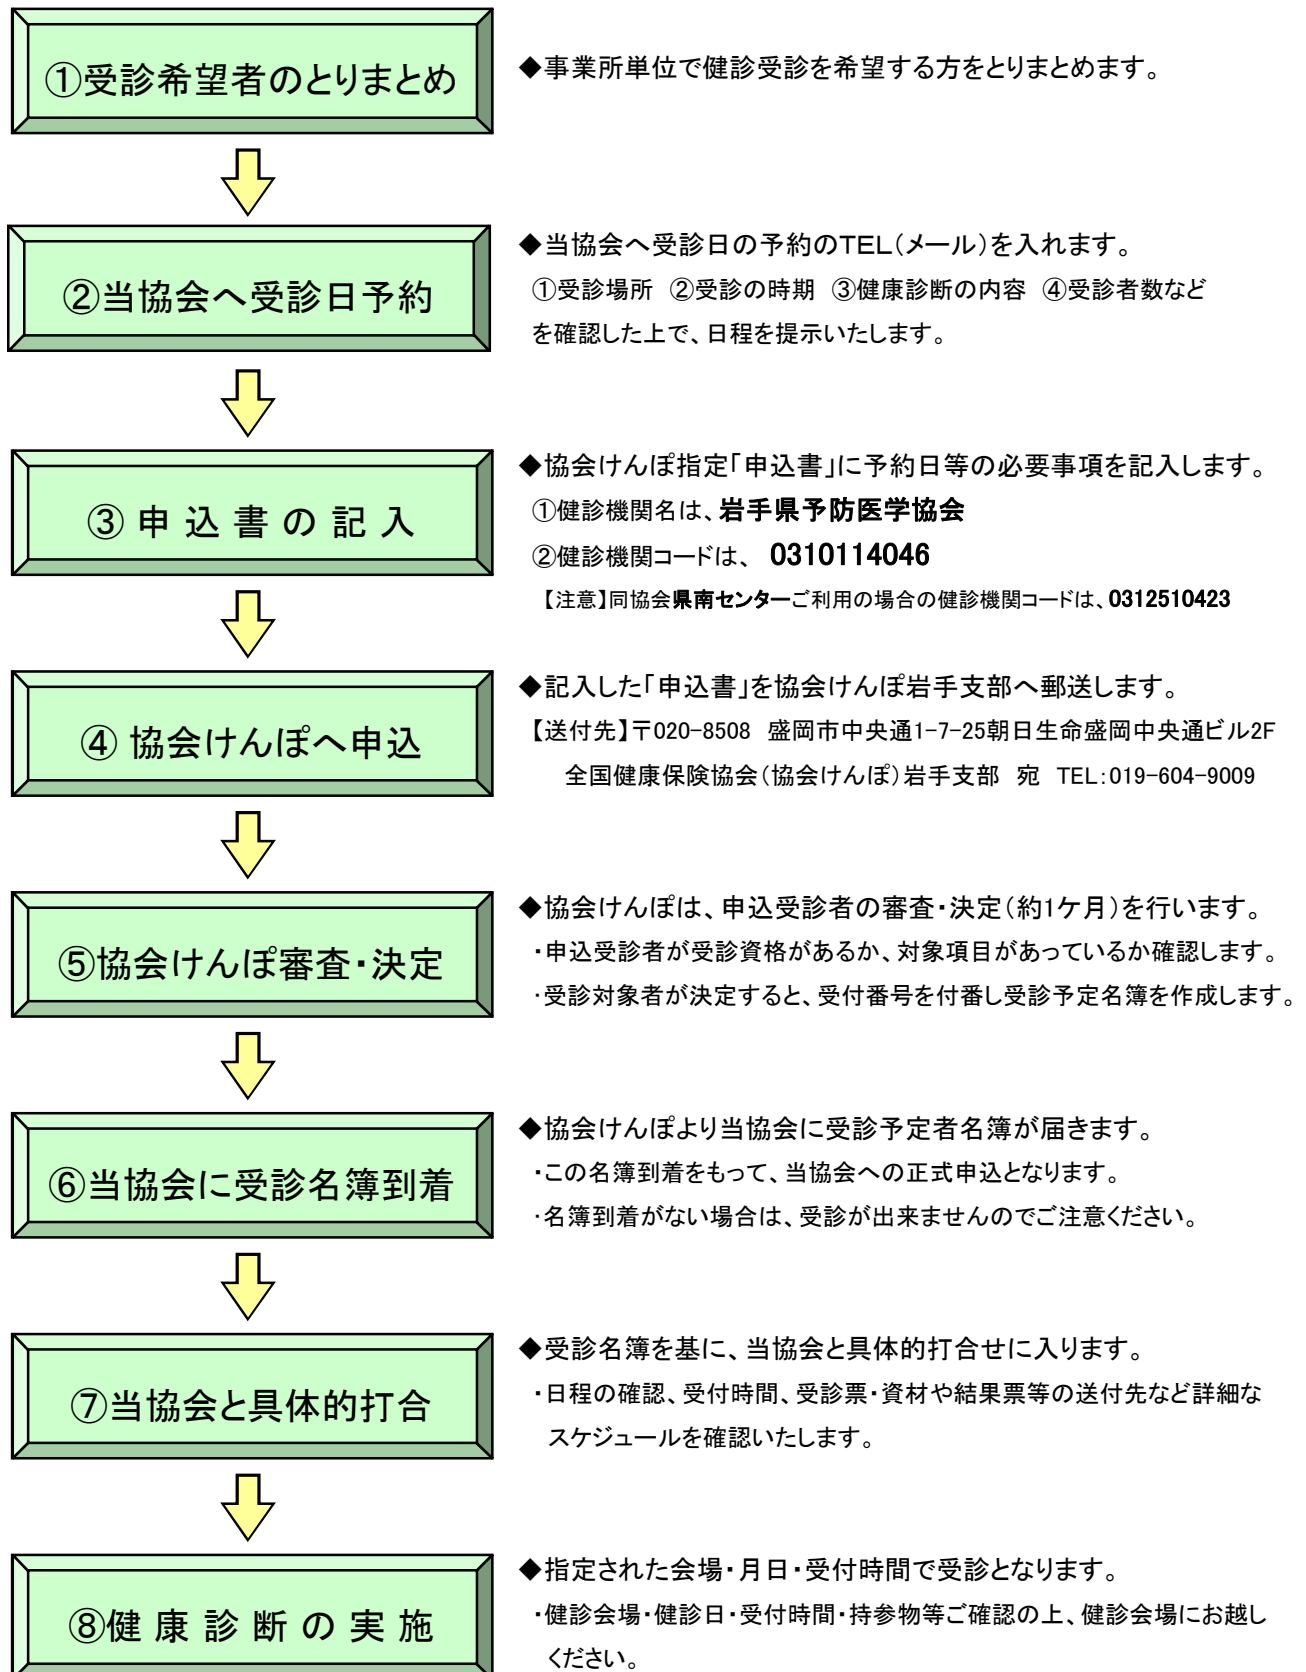 ①受診希望者のとりまとめ
◆事業所単位で健診受診を希望する方をとりまとめます。
②当協会へ受診日予約
◆当協会へ受診日の予約のTEL(メール)を入れます。
①受診場所 ②受診の時期 ③健康診断の内容 ④受診者数など
を確認した上で、日程を提示いたします。
③ 申 込 書 の 記 入
◆協会けんぽ指定「申込書」に予約日等の必要事項を記入します。
①健診機関名は、岩手県予防医学協会
②健診機関コードは、 0310114046
【注意】同協会県南センターご利用の場合の健診機関コードは、0312510423
④ 協会けんぽへ申込
◆記入した「申込書」を協会けんぽ岩手支部へ郵送します。
【送付先】〒020-8508 盛岡市中央通1-7-25朝日生命盛岡中央通ビル2F
全国健康保険協会(協会けんぽ)岩手支部 宛 TEL:019-604-9009
⑤協会けんぽ審査・決定
◆協会けんぽは、申込受診者の審査・決定(約1ケ月)を行います。
・申込受診者が受診資格があるか、対象項目があっているか確認します。
・受診対象者が決定すると、受付番号を付番し受診予定名簿を作成します。
⑥当協会に受診名簿到着
◆協会けんぽより当協会に受診予定者名簿が届きます。
・この名簿到着をもって、当協会への正式申込となります。
・名簿到着がない場合は、受診が出来ませんのでご注意ください。
⑦当協会と具体的打合
◆受診名簿を基に、当協会と具体的打合せに入ります。
・日程の確認、受付時間、受診票・資材や結果票等の送付先など詳細な
スケジュールを確認いたします。
⑧健 康 診 断 の 実 施
◆指定された会場・月日・受付時間で受診となります。
・健診会場・健診日・受付時間・持参物等ご確認の上、健診会場にお越し
ください。